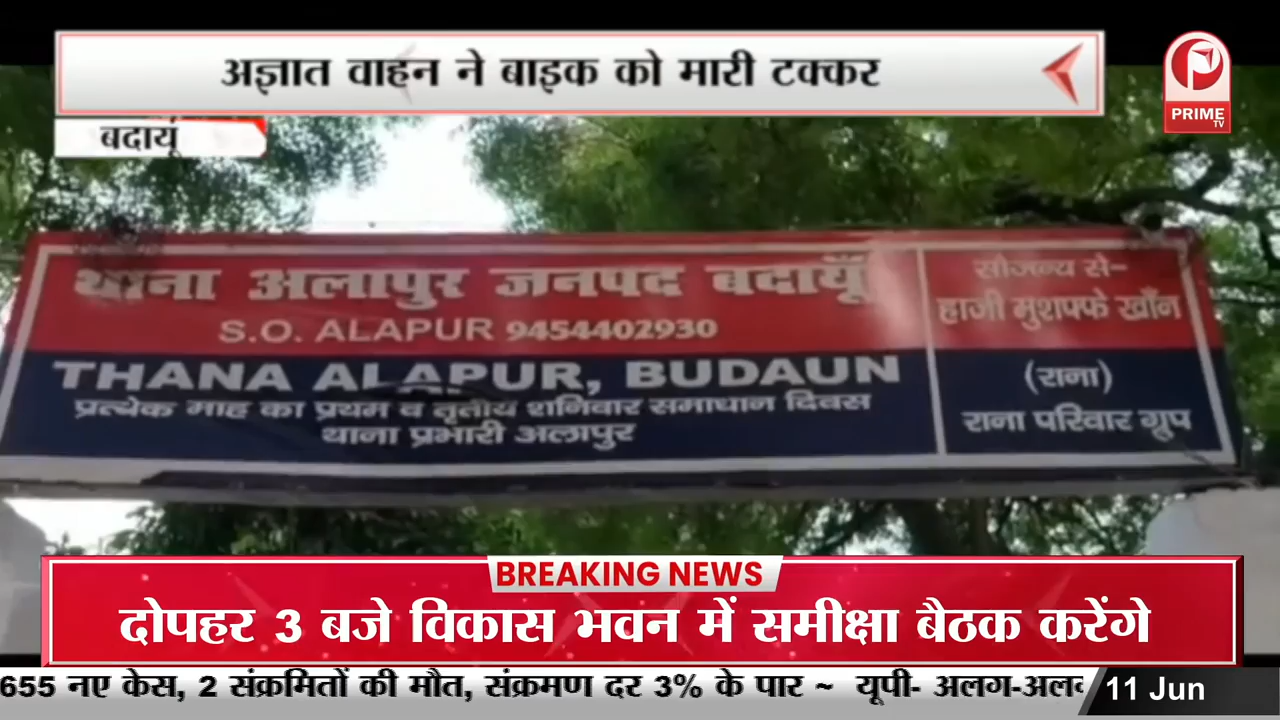 अज्ञात वाहन ने बाइक को मारी टक्कर
PRIME
TV
बदायूं
थाना अलापुर जनपद बदायूँ
S.O. ALAPUR 9454402930
THANA ALAPUR, BUDAUN
प्रत्येक माह का प्रथम व तृतीय शनिवार समाधान दिवस
थाना प्रभारी अलापुर
सौजन्य से-
हाजी मुशफ्फे खाँन
(राना)
राना परिवार ग्रुप
BREAKING NEWS
दोपहर 3 बजे विकास भवन में समीक्षा बैठक करेंगे
655 नए केस, 2 संक्रमितों की मौत, संक्रमण दर 3% के पार ~ यूपी- अलग-अलग
11 Jun